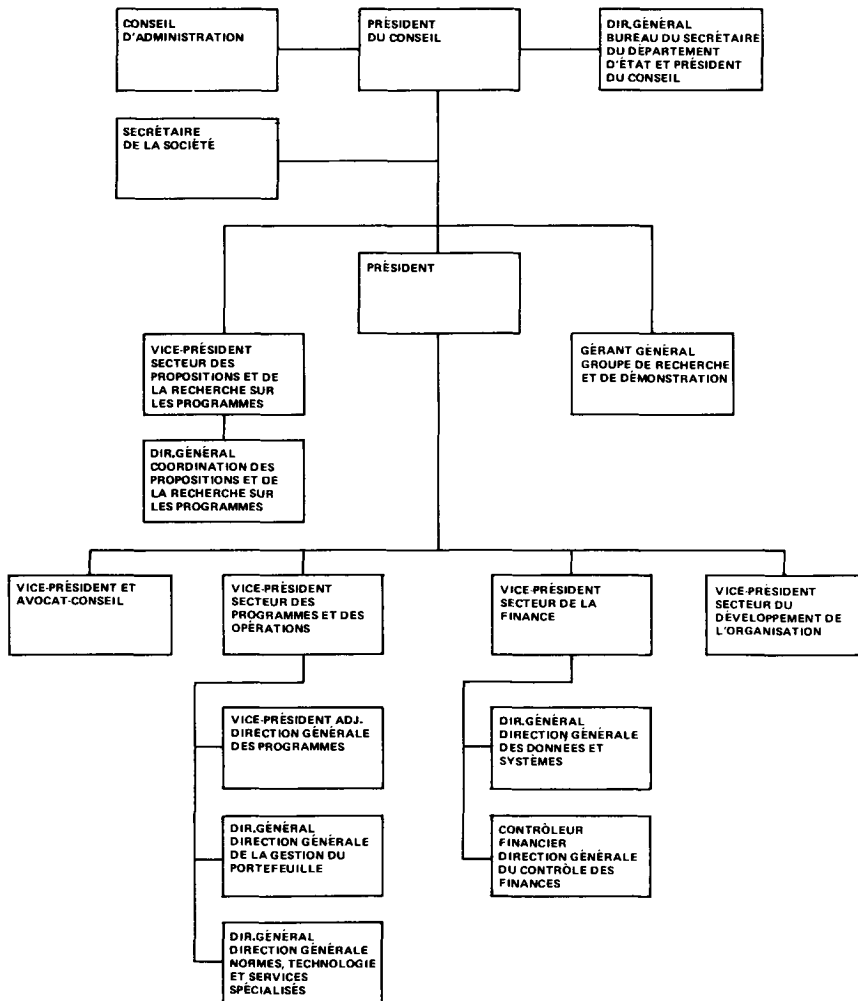 CONSEIL
D'ADMINISTRATION
PRÉSIDENT
DU CONSEIL
DIR.GÉNÉRAL
BUREAU DU SECRÉTAIRE
DU DÉPARTEMENT
D'ÉTAT ET PRÉSIDENT
DU CONSEIL
SECRÉTAIRE
DE LA SOCIÉTÉ
PRÉSIDENT
VICE-PRÉSIDENT
SECTEUR DES
PROPOSITIONS ET DE
LA RECHERCHE SUR
LES PROGRAMMES
GÉRANT GÉNÉRAL
GROUPE DE RECHERCHE
ET DE DÉMONSTRATION
DIR.GÉNÉRAL
COORDINATION DES
PROPOSITIONS ET DE
LA RECHERCHE SUR
LES PROGRAMMES
VICE-PRÉSIDENT ET
AVOCAT-CONSEIL
VICE-PRÉSIDENT
SECTEUR DES
PROGRAMMES ET DES
OPÉRATIONS
VICE-PRÉSIDENT
SECTEUR DE LA
FINANCE
VICE-PRÉSIDENT
SECTEUR DU
DÉVELOPPEMENT DE
L'ORGANISATION
VICE-PRÉSIDENT ADJ.
DIRECTION GÉNÉRALE
DES PROGRAMMES
DIR.GÉNÉRAL
DIRECTION GÉNÉRALE
DES DONNÉES ET
SYSTÈMES
DIR.GÉNÉRAL
DIRECTION GÉNÉRALE
DE LA GESTION DU
PORTEFEUILLE
CONTRÔLEUR
FINANCIER
DIRECTION GÉNÉRALE
DU CONTRÔLE DES
FINANCES
DIR.GÉNÉRAL
DIRECTION GÉNÉRALE
NORMES, TECHNOLOGIE
ET SERVICES
SPÉCIALISÉS